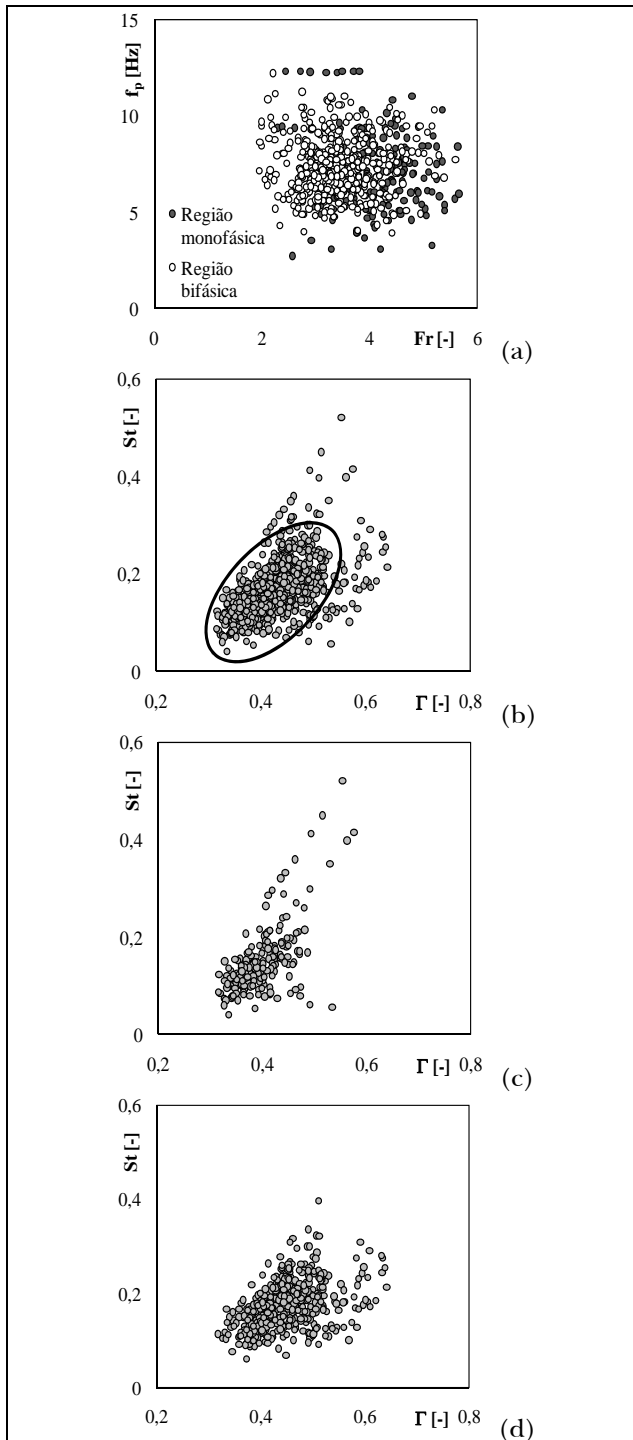 15
f_p [Hz]
10
5
Região
monofásica
Região
bifásica
0
0 2 4 6
Fr [-]
(a)
0,6
St [-]
0,4
0,2
0
0,2 0,4 0,6 0,8
Γ [-]
(b)
0,6
St [-]
0,4
0,2
0
0,2 0,4 0,6 0,8
Γ [-]
(c)
0,6
St [-]
0,4
0,2
0
0,2 0,4 0,6 0,8
Γ [-]
(d)